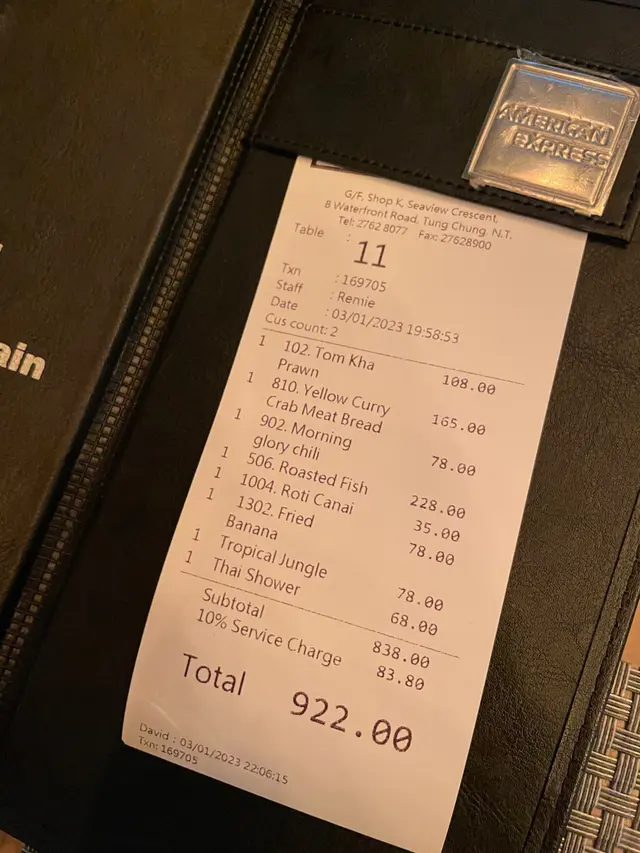 AMERICAN
EXPRESS
ain
G/F, Shop K, Seaview Crescent,
8 Waterfront Road, Tung Chung, N.T.
Tel: 2762 8077 Fax: 27628900
Table : 11
Txn : 169705
Staff : Remie
Date : 03/01/2023 19:58:53
Cus count: 2
1 102. Tom Kha 108.00
Prawn
1 810. Yellow Curry 165.00
Crab Meat Bread
1 902. Morning 78.00
glory chili
1 506. Roasted Fish 228.00
1 1004. Roti Canai 35.00
1 1302. Fried 78.00
Banana
1 Tropical Jungle 78.00
1 Thai Shower 68.00
Subtotal 838.00
10% Service Charge 83.80
Total 922.00
David : 03/01/2023 22:06:15
Txn: 169705